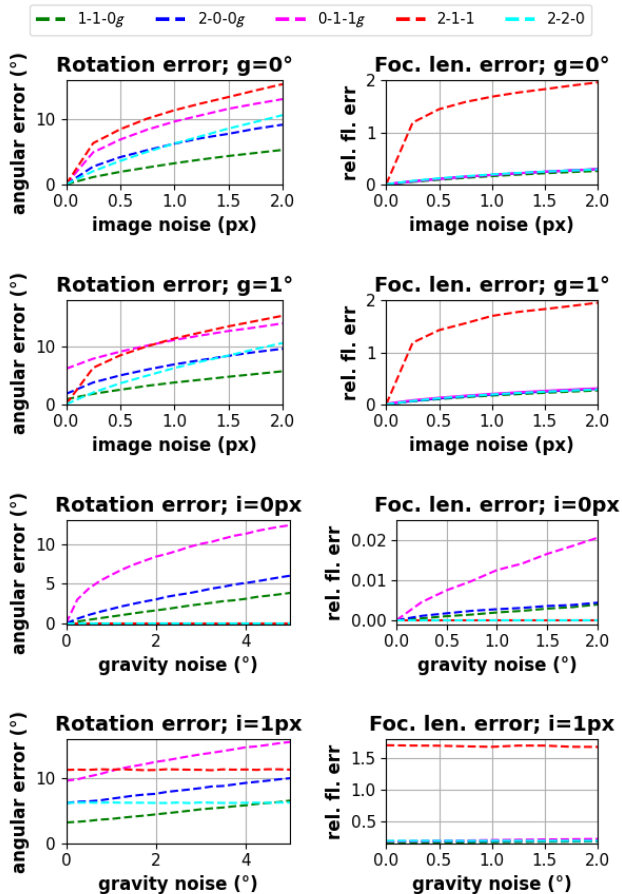 1-1-0g 2-0-0g 0-1-1g 2-1-1 2-2-0
Rotation error; g=0° Foc. len. error; g=0°
angular error (°)
10
0
0.0 0.5 1.0 1.5 2.0
image noise (px)
rel. fl. err
2
1
0
0.0 0.5 1.0 1.5 2.0
image noise (px)
Rotation error; g=1° Foc. len. error; g=1°
angular error (°)
10
0
0.0 0.5 1.0 1.5 2.0
image noise (px)
rel. fl. err
2
1
0
0.0 0.5 1.0 1.5 2.0
image noise (px)
Rotation error; i=0px Foc. len. error; i=0px
angular error (°)
10
5
0
0 2 4
gravity noise (°)
rel. fl. err
0.02
0.01
0.00
0.0 0.5 1.0 1.5 2.0
gravity noise (°)
Rotation error; i=1px Foc. len. error; i=1px
angular error (°)
10
0
0 2 4
gravity noise (°)
rel. fl. err
1.5
1.0
0.5
0.0 0.5 1.0 1.5 2.0
gravity noise (°)